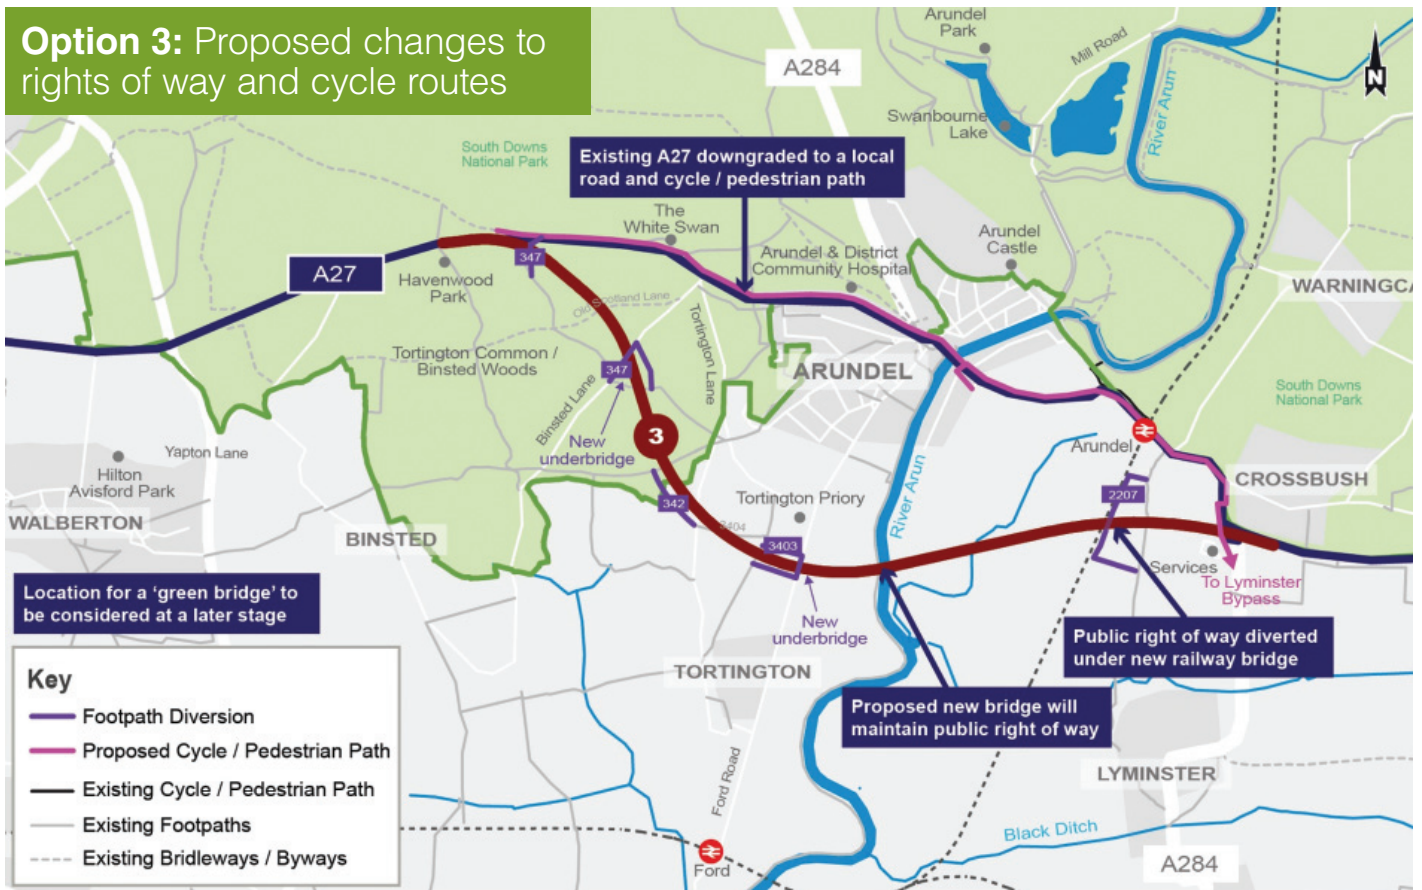 Option 3: Proposed changes to
rights of way and cycle routes
Arundel
Park
Mill Road
A284
N
Swanbourne
Lake
River Arun
South Downs
National Park
Existing A27 downgraded to a local
road and cycle / pedestrian path
The
White Swan
Arundel
Castle
Arundel & District
Community Hospital
347
A27
Havenwood
Park
WARNINGCA
Old Scotland Lane
Tortington Lane
Tortington Common /
Binsted Woods
347
ARUNDEL
South Downs
National Park
Binsted Lane
New
underbridge
3
Arundel
Yapton Lane
Hilton
Avisford Park
CROSSBUSH
River Arun
2207
Tortington Priory
342
WALBERTON
3404
BINSTED
3403
Services
To Lyminster
Bypass
Location for a ‘green bridge’ to
be considered at a later stage
New
underbridge
Public right of way diverted
under new railway bridge
TORTINGTON
Proposed new bridge will
maintain public right of way
Key
Footpath Diversion
Proposed Cycle / Pedestrian Path
Existing Cycle / Pedestrian Path
Existing Footpaths
Existing Bridleways / Byways
Ford Road
LYMINSTER
Black Ditch
A284
Ford